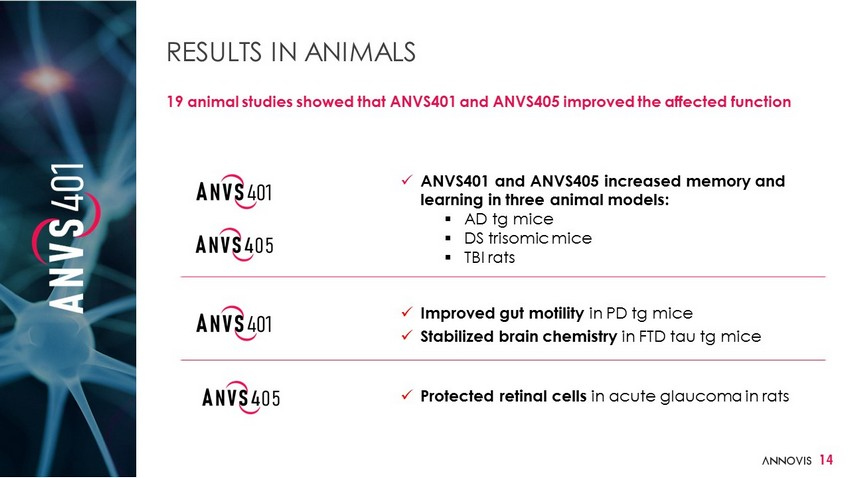 ANVS401
RESULTS IN ANIMALS
19 animal studies showed that ANVS401 and ANVS405 improved the affected function
ANVS401
ANVS405
✓ ANVS401 and ANVS405 increased memory and
learning in three animal models:
▪ AD tg mice
▪ DS trisomic mice
▪ TBI rats
ANVS401
✓ Improved gut motility in PD tg mice
✓ Stabilized brain chemistry in FTD tau tg mice
ANVS405
✓ Protected retinal cells in acute glaucoma in rats
ANNOVIS 14